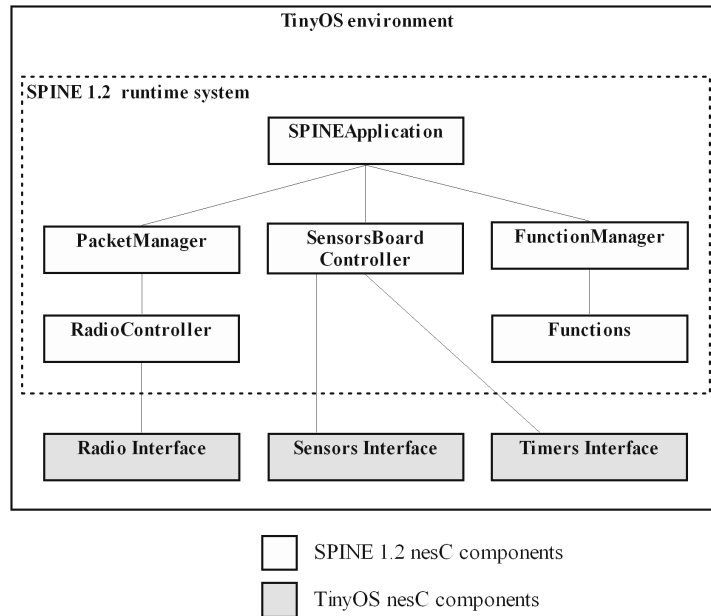 TinyOS environment
SPINE 1.2 runtime system
SPINEApplication
PacketManager
SensorsBoard
Controller
FunctionManager
RadioController
Functions
Radio Interface
Sensors Interface
Timers Interface
SPINE 1.2 nesC components
TinyOS nesC components